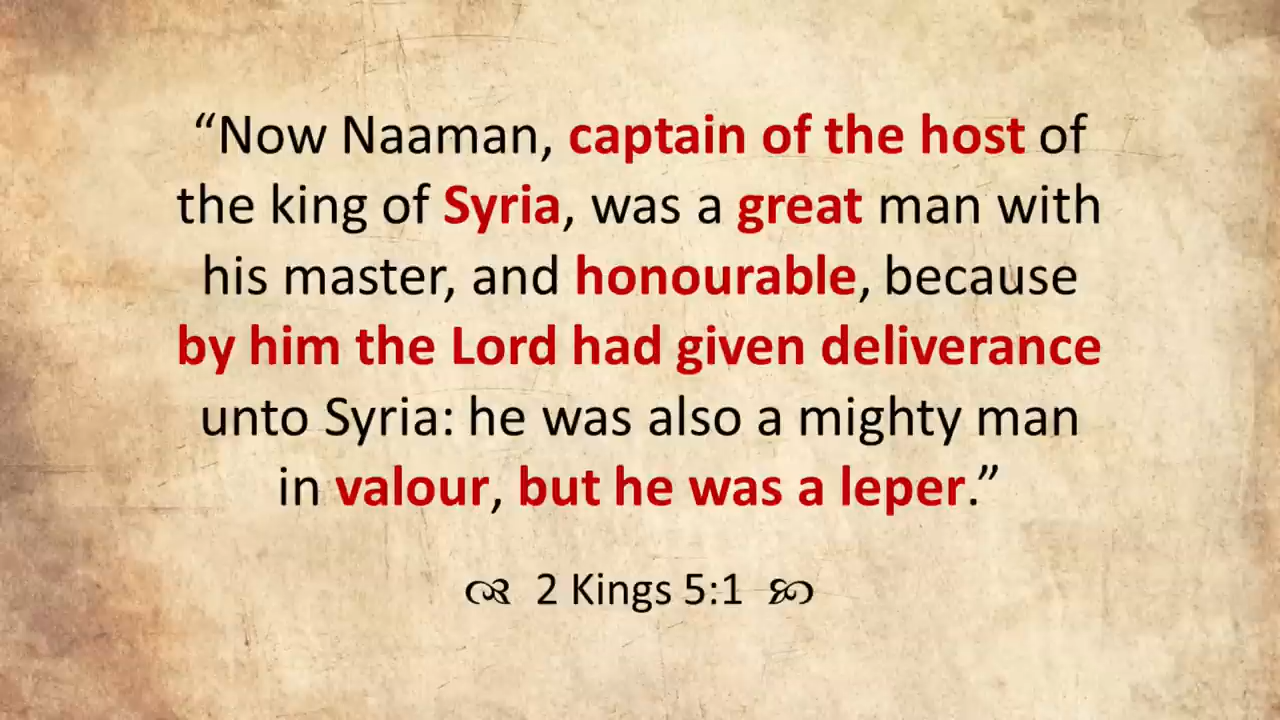 “Now Naaman, captain of the host of
the king of Syria, was a great man with
his master, and honourable, because
by him the Lord had given deliverance
unto Syria: he was also a mighty man
in valour, but he was a leper.”
2 Kings 5:1